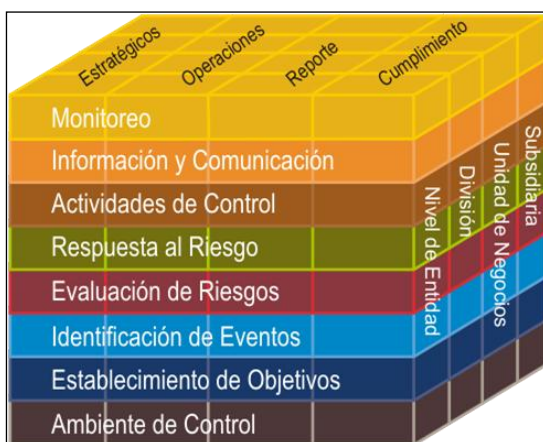 Estratégicos
Operaciones
Reporte
Cumplimiento
Monitoreo
Información y Comunicación
Actividades de Control
Respuesta al Riesgo
Evaluación de Riesgos
Identificación de Eventos
Establecimiento de Objetivos
Ambiente de Control
Nivel de Entidad
División
Unidad de Negocios
Subsidiaria